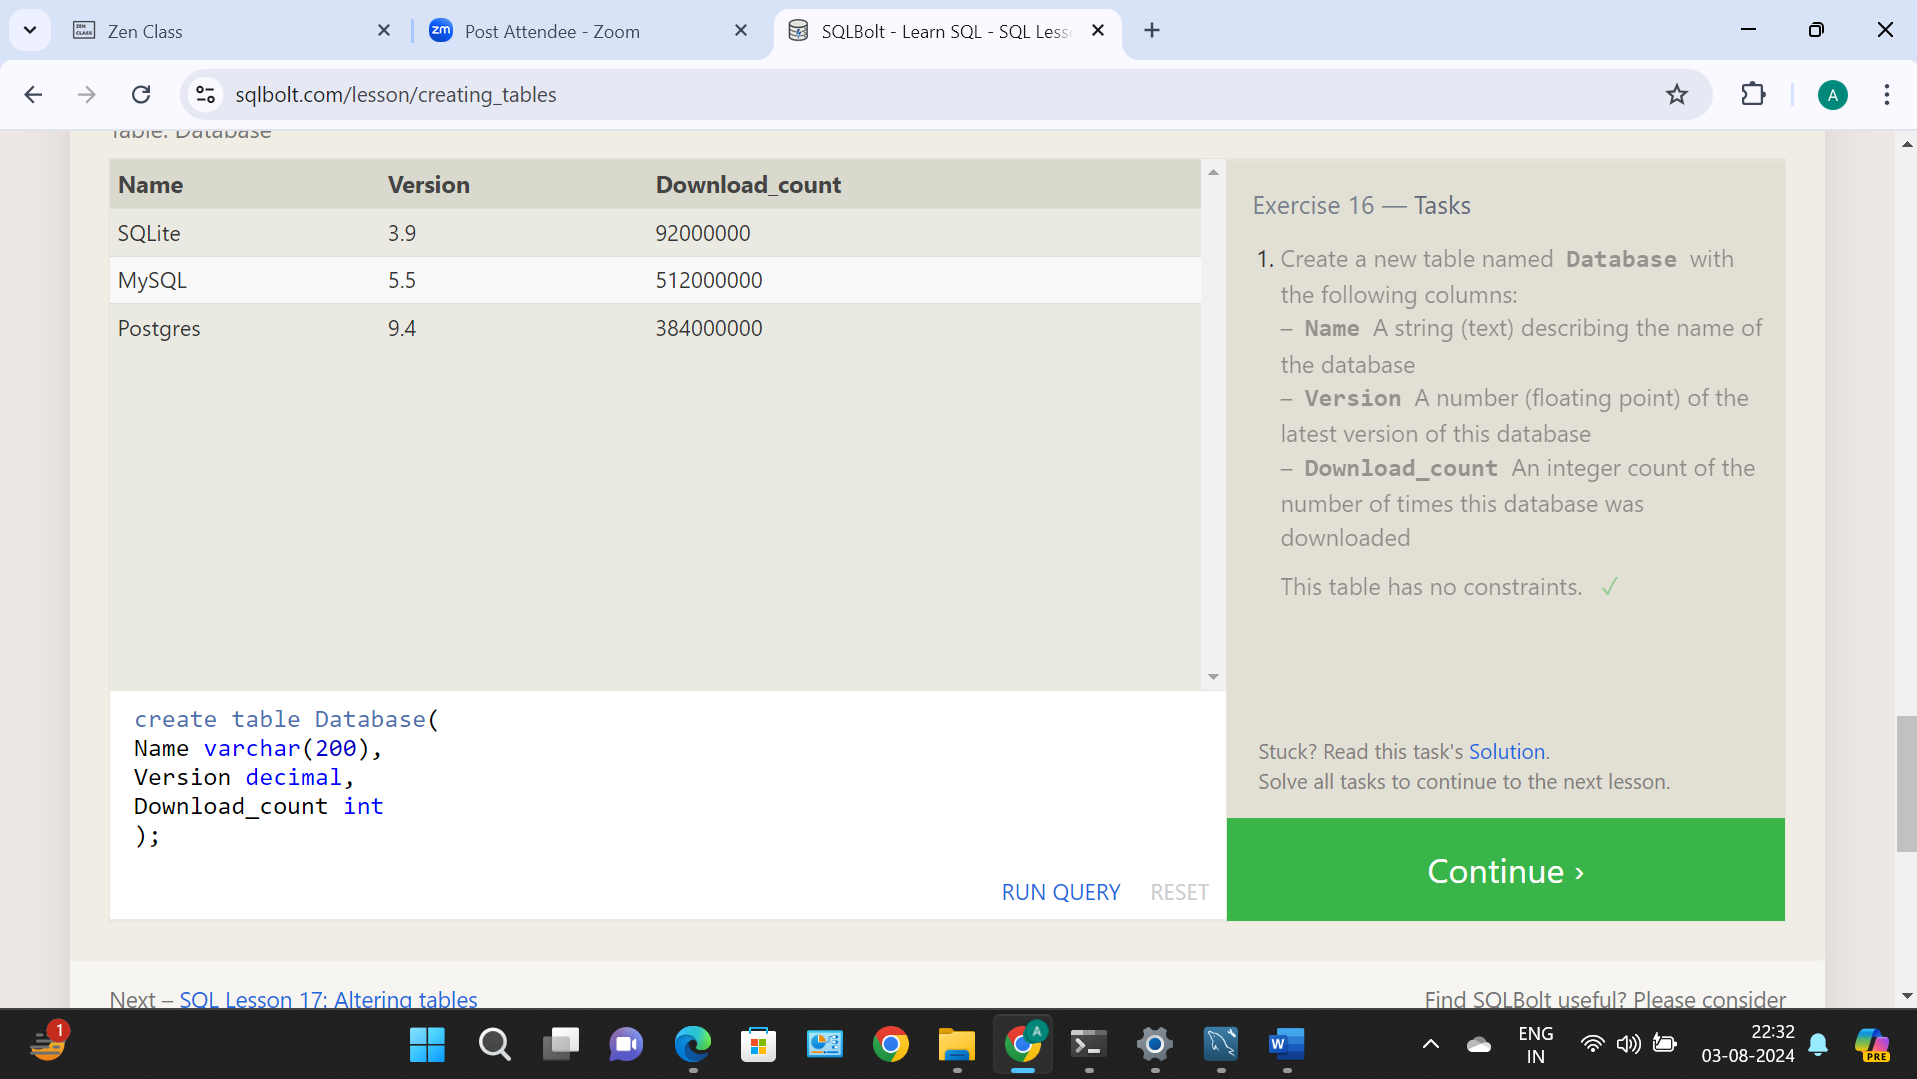 Zen Class
Post Attendee - Zoom
SQLBolt - Learn SQL - SQL Less
sqlbolt.com/lesson/creating_tables
A
Table: Database
Name Version Download_count
SQLite 3.9 92000000
MySQL 5.5 512000000
Postgres 9.4 384000000
Exercise 16 — Tasks
1. Create a new table named Database with
the following columns:
– Name A string (text) describing the name of
the database
– Version A number (floating point) of the
latest version of this database
– Download_count An integer count of the
number of times this database was
downloaded
This table has no constraints. ✓
create table Database(
Name varchar(200),
Version decimal,
Download_count int
);
RUN QUERY RESET
Stuck? Read this task's Solution.
Solve all tasks to continue to the next lesson.
Continue ›
Next – SQL Lesson 17: Altering tables
Find SQLBolt useful? Please consider
1
A
W
ENG
IN
22:32
03-08-2024
PRE